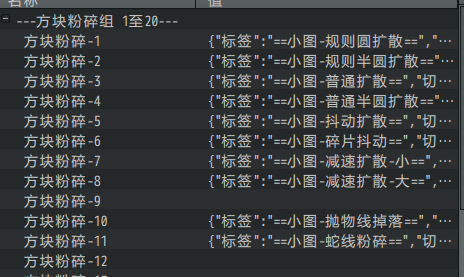 名称 值
---方块粉碎组 1至20---
方块粉碎-1 {"标签":"==小图-规则圆扩散==","…
方块粉碎-2 {"标签":"==小图-规则半圆扩散==…
方块粉碎-3 {"标签":"==小图-普通扩散==","切…
方块粉碎-4 {"标签":"==小图-普通半圆扩散=="…
方块粉碎-5 {"标签":"==小图-抖动扩散==","切…
方块粉碎-6 {"标签":"==小图-碎片抖动==","切…
方块粉碎-7 {"标签":"==小图-减速扩散-小==",…
方块粉碎-8 {"标签":"==小图-减速扩散-大==",…
方块粉碎-9
方块粉碎-10 {"标签":"==小图-抛物线掉落==","…
方块粉碎-11 {"标签":"==小图-蛇线粉碎==","切…
方块粉碎-12